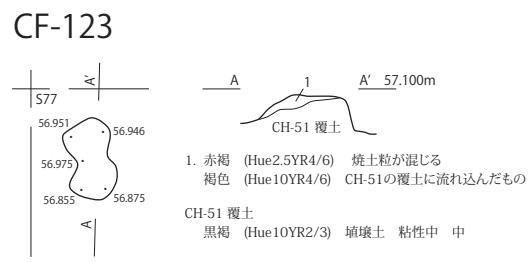 CF-123
S77
A'
56.951
56.946
56.975
56.855
56.875
A
A 1 A' 57.100m
CH-51 覆土
1. 赤褐 (Hue2.5YR4/6) 焼土粒が混じる
褐色 (Hue10YR4/6) CH-51の覆土に流れ込んだもの
CH-51 覆土
黒褐 (Hue10YR2/3) 埴壌土 粘性中 中